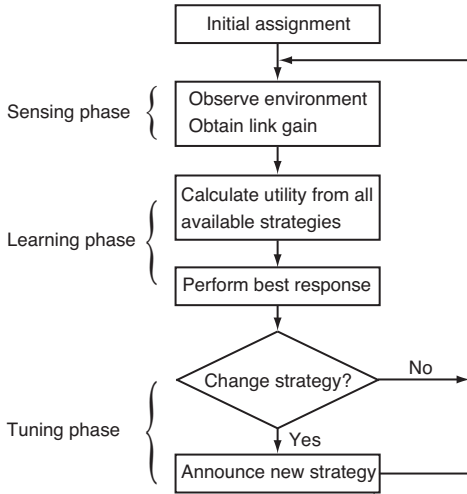 Initial assignment
Sensing phase
Observe environment
Obtain link gain
Learning phase
Calculate utility from all
available strategies
Perform best response
Change strategy?
No
Tuning phase
Yes
Announce new strategy